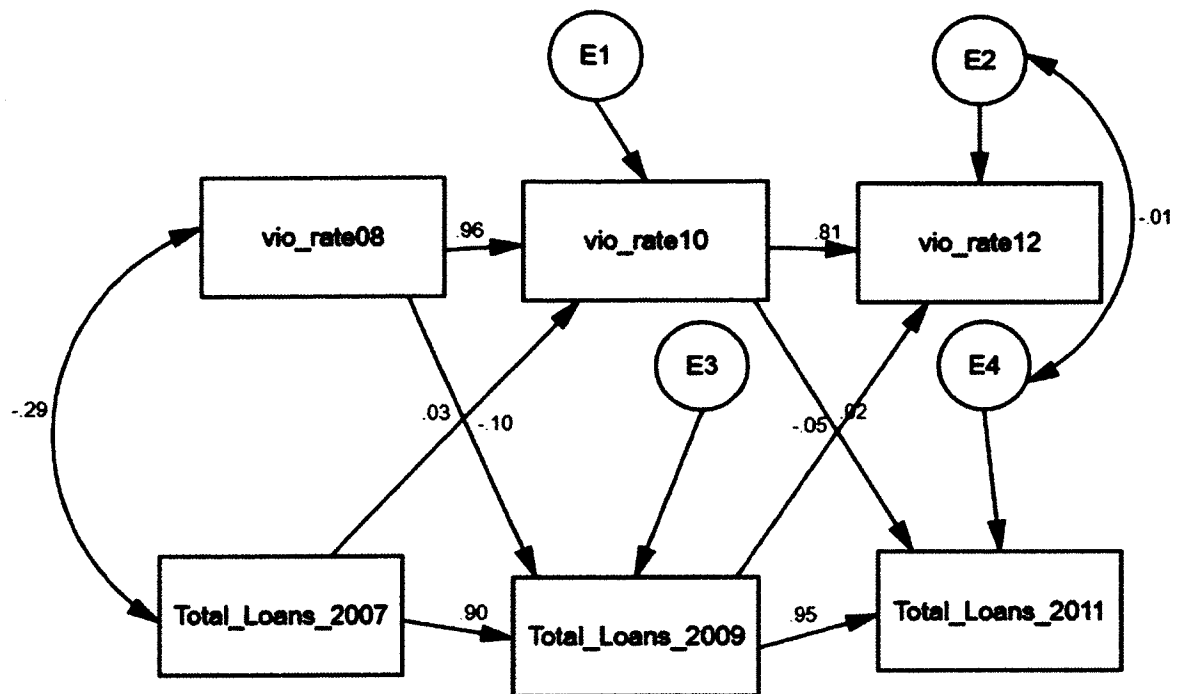 E1
E2
vio_rate08
.96
vio_rate10
.81
vio_rate12
-.01
E3
E4
-.29
.03
-.10
-.05
.02
Total_Loans_2007
.90
Total_Loans_2009
.95
Total_Loans_2011